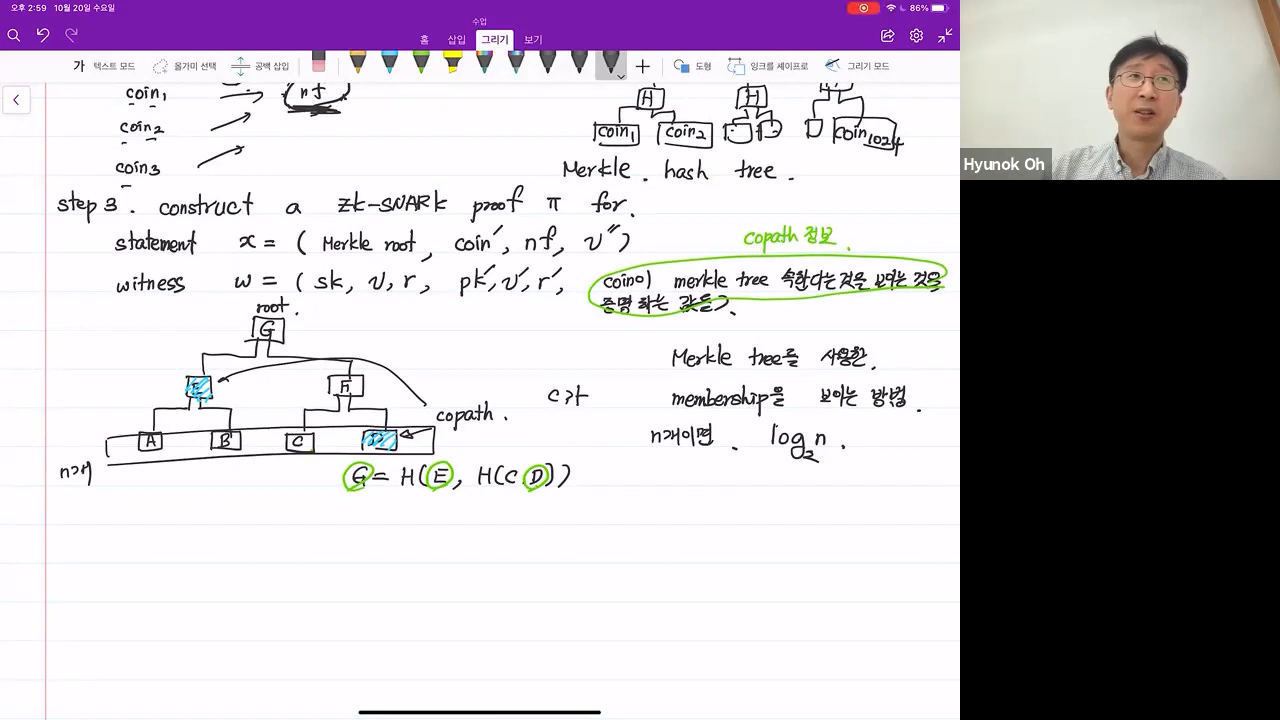 오후 2:59 10월 20일 수요일
수업
86%
홈 삽입 그리기 보기
텍스트 모드 올가미 선택 공백 삽입 도형 잉크를 셰이프로 그리기 모드
coin₁ nf
coin₂
coin₃
H H H
coin₁ coin₂ coin₁₀₂₄
Merkle . hash tree .
step 3 . construct a zk-SNARK proof π for.
statement x = ( Merkle root , coin′, nf, v″)
copath 정보 .
witness w = ( sk, v, r, pk′, v′, r′, coin이 merkle tree 속한다는 것을 보이는 것을
증명 하는 값들).
root .
G
H
A B C D
copath .
n개
G = H(E, H(C D))
Merkle tree를 사용한.
C가 membership을 보이는 방법 .
n개이면 . log₂n .
Hyunok Oh